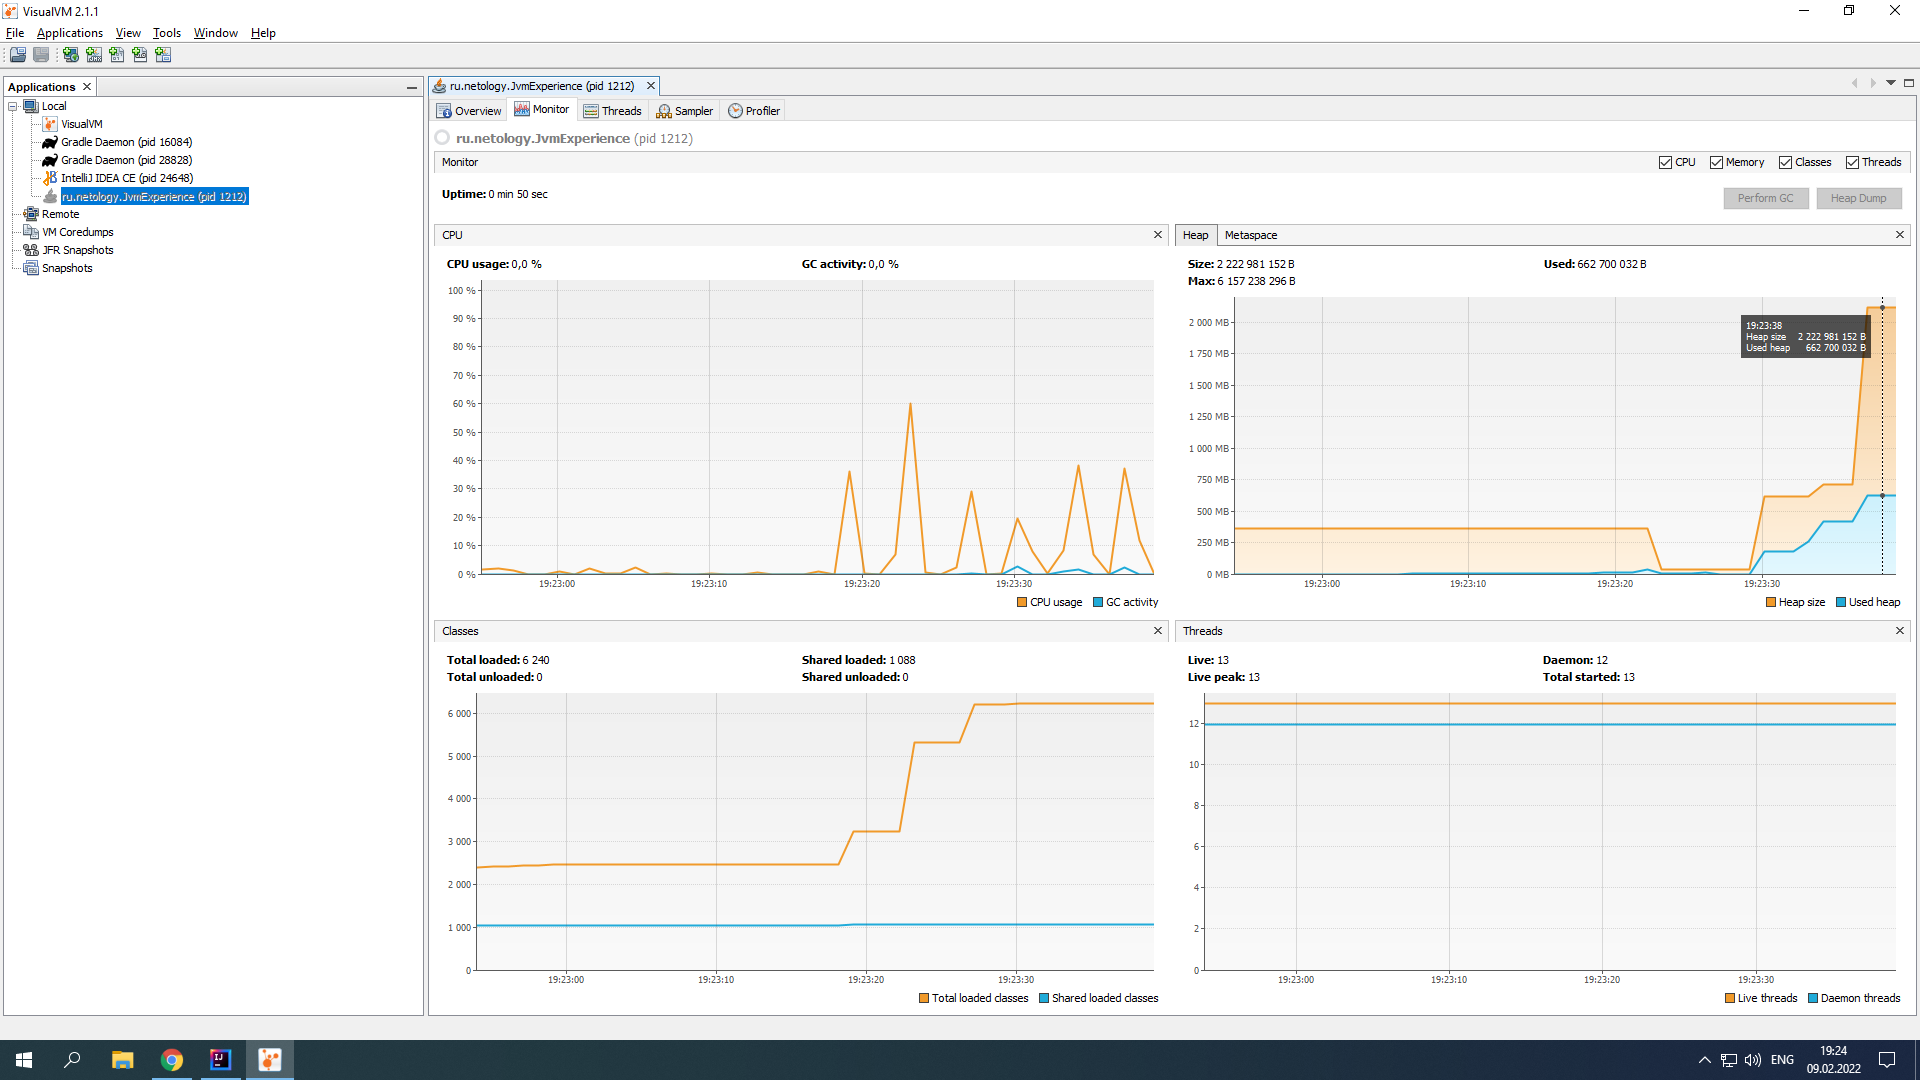 VisualVM 2.1.1
File Applications View Tools Window Help
Applications
Local
VisualVM
Gradle Daemon (pid 16084)
Gradle Daemon (pid 28828)
IntelliJ IDEA CE (pid 24648)
ru.netology.JvmExperience (pid 1212)
Remote
VM Coredumps
JFR Snapshots
Snapshots
ru.netology.JvmExperience (pid 1212)
Overview Monitor Threads Sampler Profiler
ru.netology.JvmExperience (pid 1212)
Monitor CPU Memory Classes Threads
Uptime: 0 min 50 sec Perform GC Heap Dump
CPU
CPU usage: 0,0 % GC activity: 0,0 %
100 %
90 %
80 %
70 %
60 %
50 %
40 %
30 %
20 %
10 %
0 %
19:23:00 19:23:10 19:23:20 19:23:30
CPU usage GC activity
Heap Metaspace
Size: 2 222 981 152 B Used: 662 700 032 B
Max: 6 157 238 296 B
2 000 MB
1 750 MB
1 500 MB
1 250 MB
1 000 MB
750 MB
500 MB
250 MB
0 MB
19:23:38
Heap size 2 222 981 152 B
Used heap 662 700 032 B
19:23:00 19:23:10 19:23:20 19:23:30
Heap size Used heap
Classes
Total loaded: 6 240 Shared loaded: 1 088
Total unloaded: 0 Shared unloaded: 0
6 000
5 000
4 000
3 000
2 000
1 000
0
19:23:00 19:23:10 19:23:20 19:23:30
Total loaded classes Shared loaded classes
Threads
Live: 13 Daemon: 12
Live peak: 13 Total started: 13
12
10
8
6
4
2
0
19:23:00 19:23:10 19:23:20 19:23:30
Live threads Daemon threads
IJ
ENG
19:24
09.02.2022